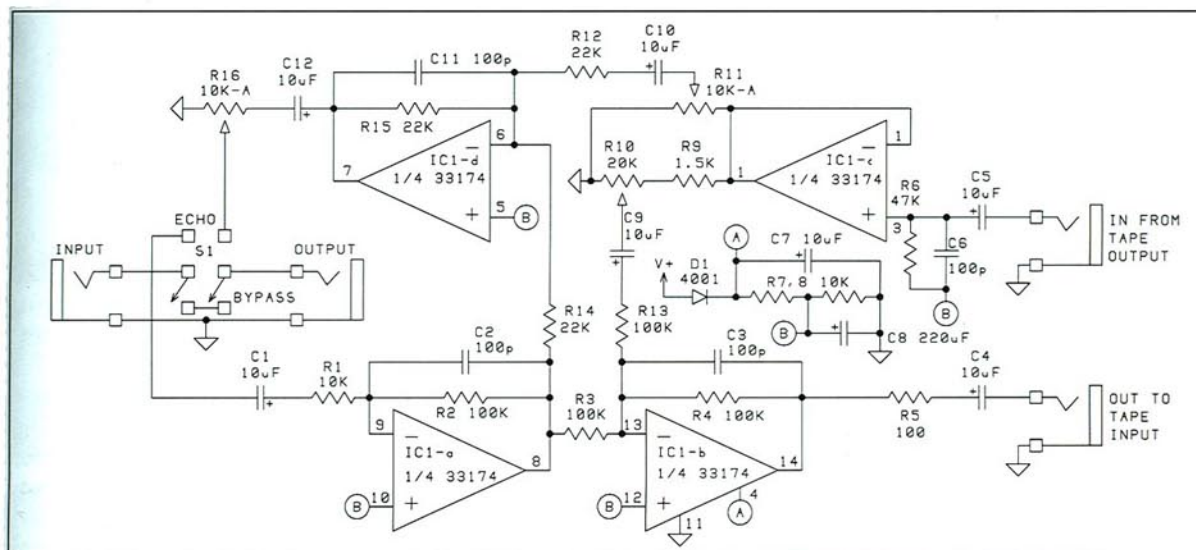 C12
10uF
R16
10K-A
C11 100p
R15 22K
R12
22K
C10
10uF
R11
10K-A
6
7
IC1-d
1/4 33174
5
B
R10
20K
R9
1.5K
1
1
IC1-c
1/4 33174
3
R6
47K
C5
10uF
C6
100p
B
IN FROM
TAPE
OUTPUT
ECHO
S1
INPUT
OUTPUT
BYPASS
C9
10uF
A
V+
D1
4001
C7 10uF
R7,8 10K
B
C8 220uF
R14
22K
R13
100K
C1
10uF
R1
10K
C2
100p
R2 100K
R3
100K
C3
100p
R4 100K
R5
100
C4
10uF
OUT TO
TAPE
INPUT
9
IC1-a
1/4 33174
8
B
10
13
IC1-b
1/4 33174
14
B
12
4
A
11